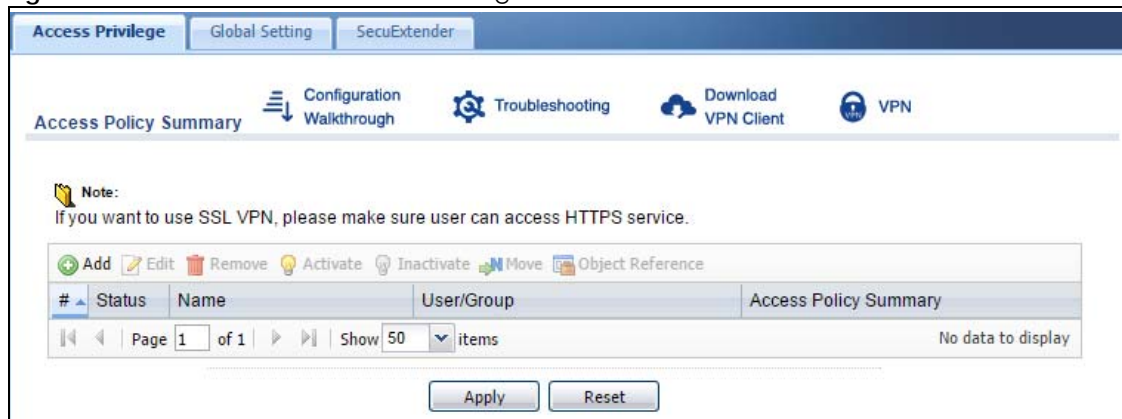 Access Privilege Global Setting SecuExtender
Access Policy Summary
Configuration
Walkthrough
Troubleshooting
Download
VPN Client
VPN
Note:
If you want to use SSL VPN, please make sure user can access HTTPS service.
Add Edit Remove Activate Inactivate Move Object Reference
# Status Name User/Group Access Policy Summary
Page 1 of 1 Show 50 items No data to display
Apply Reset